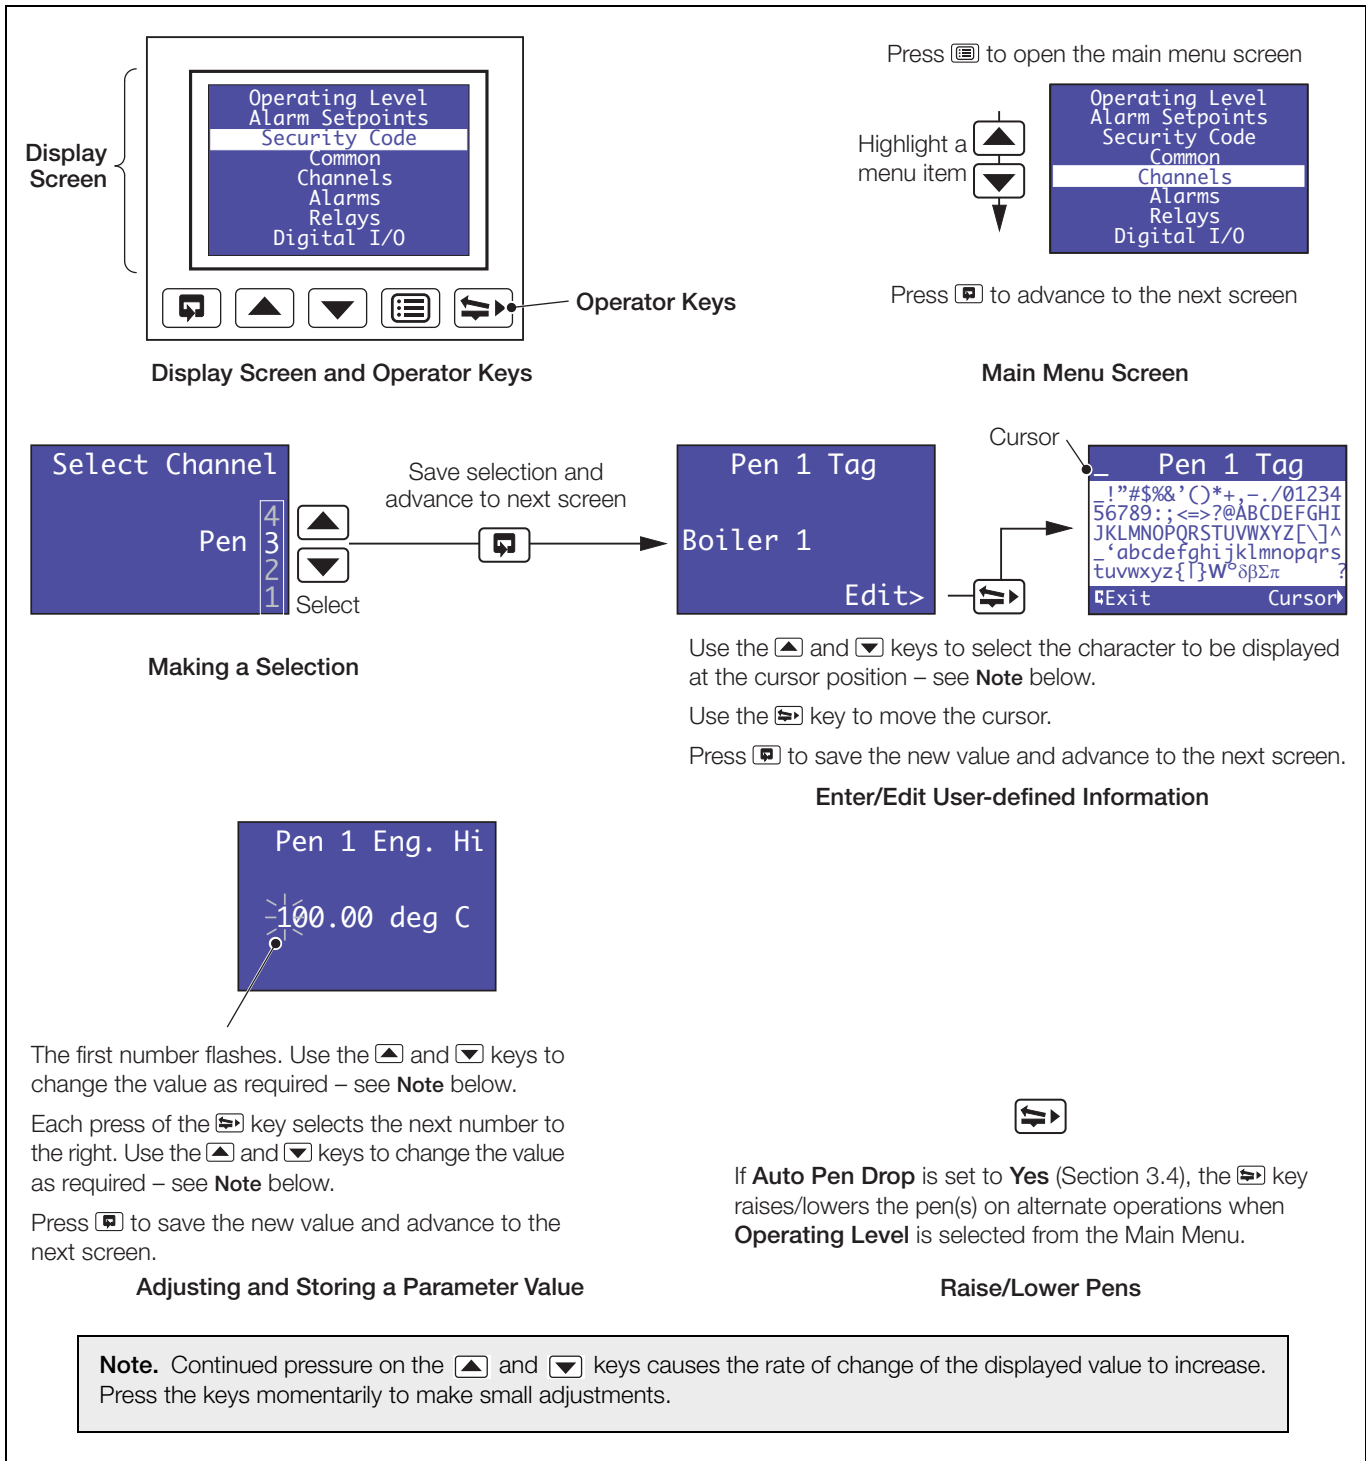 Operating Level
Alarm Setpoints
Security Code
Common
Channels
Alarms
Relays
Digital I/O
Display
Screen
Operator Keys
Display Screen and Operator Keys
Press to open the main menu screen
Highlight a
menu item
Operating Level
Alarm Setpoints
Security Code
Common
Channels
Alarms
Relays
Digital I/O
Press to advance to the next screen
Main Menu Screen
Select Channel
Pen
4
3
2
1
Select
Making a Selection
Save selection and
advance to next screen
Pen 1 Tag
Boiler 1
Edit>
Cursor
_ Pen 1 Tag
_!”#$%&’()*+,–./01234
56789:;<=>?@ABCDEFGHI
JKLMNOPQRSTUVWXYZ[\]^
_‘abcdefghijklmnopqrs
tuvwxyz{|}W°δβΣπ ?
Exit Cursor
Use the and keys to select the character to be displayed
at the cursor position – see Note below.
Use the key to move the cursor.
Press to save the new value and advance to the next screen.
Enter/Edit User-defined Information
Pen 1 Eng. Hi
100.00 deg C
The first number flashes. Use the and keys to
change the value as required – see Note below.
Each press of the key selects the next number to
the right. Use the and keys to change the value
as required – see Note below.
Press to save the new value and advance to the
next screen.
Adjusting and Storing a Parameter Value
If Auto Pen Drop is set to Yes (Section 3.4), the key
raises/lowers the pen(s) on alternate operations when
Operating Level is selected from the Main Menu.
Raise/Lower Pens
Note. Continued pressure on the and keys causes the rate of change of the displayed value to increase.
Press the keys momentarily to make small adjustments.